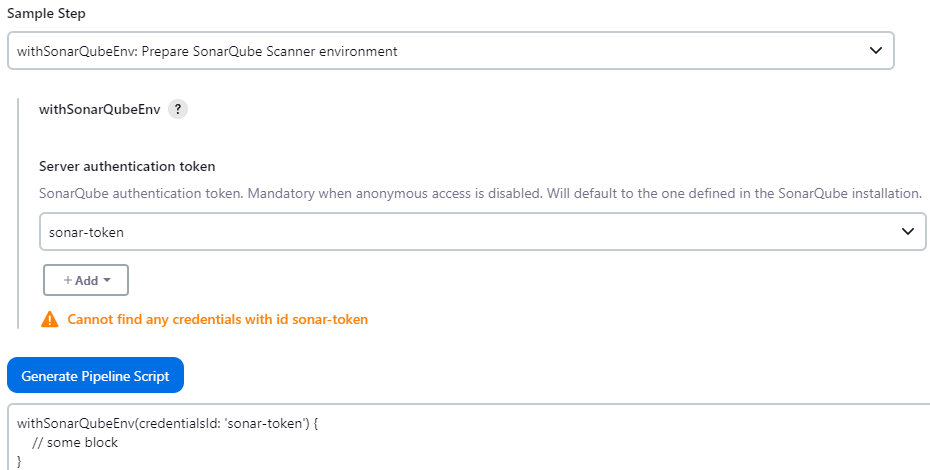 Sample Step
withSonarQubeEnv: Prepare SonarQube Scanner environment
withSonarQubeEnv ?
Server authentication token
SonarQube authentication token. Mandatory when anonymous access is disabled. Will default to the one defined in the SonarQube installation.
sonar-token
+ Add
Cannot find any credentials with id sonar-token
Generate Pipeline Script
withSonarQubeEnv(credentialsId: 'sonar-token') {
    // some block
}